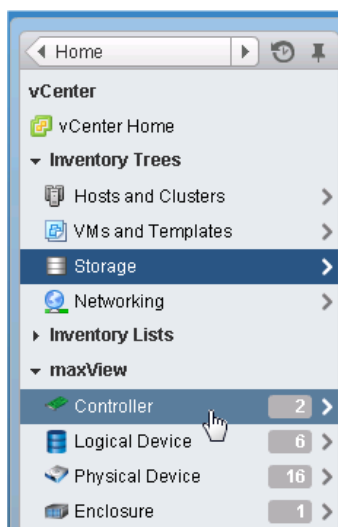 Home
vCenter
vCenter Home
Inventory Trees
Hosts and Clusters
VMs and Templates
Storage
Networking
Inventory Lists
maxView
Controller 2
Logical Device 6
Physical Device 16
Enclosure 1